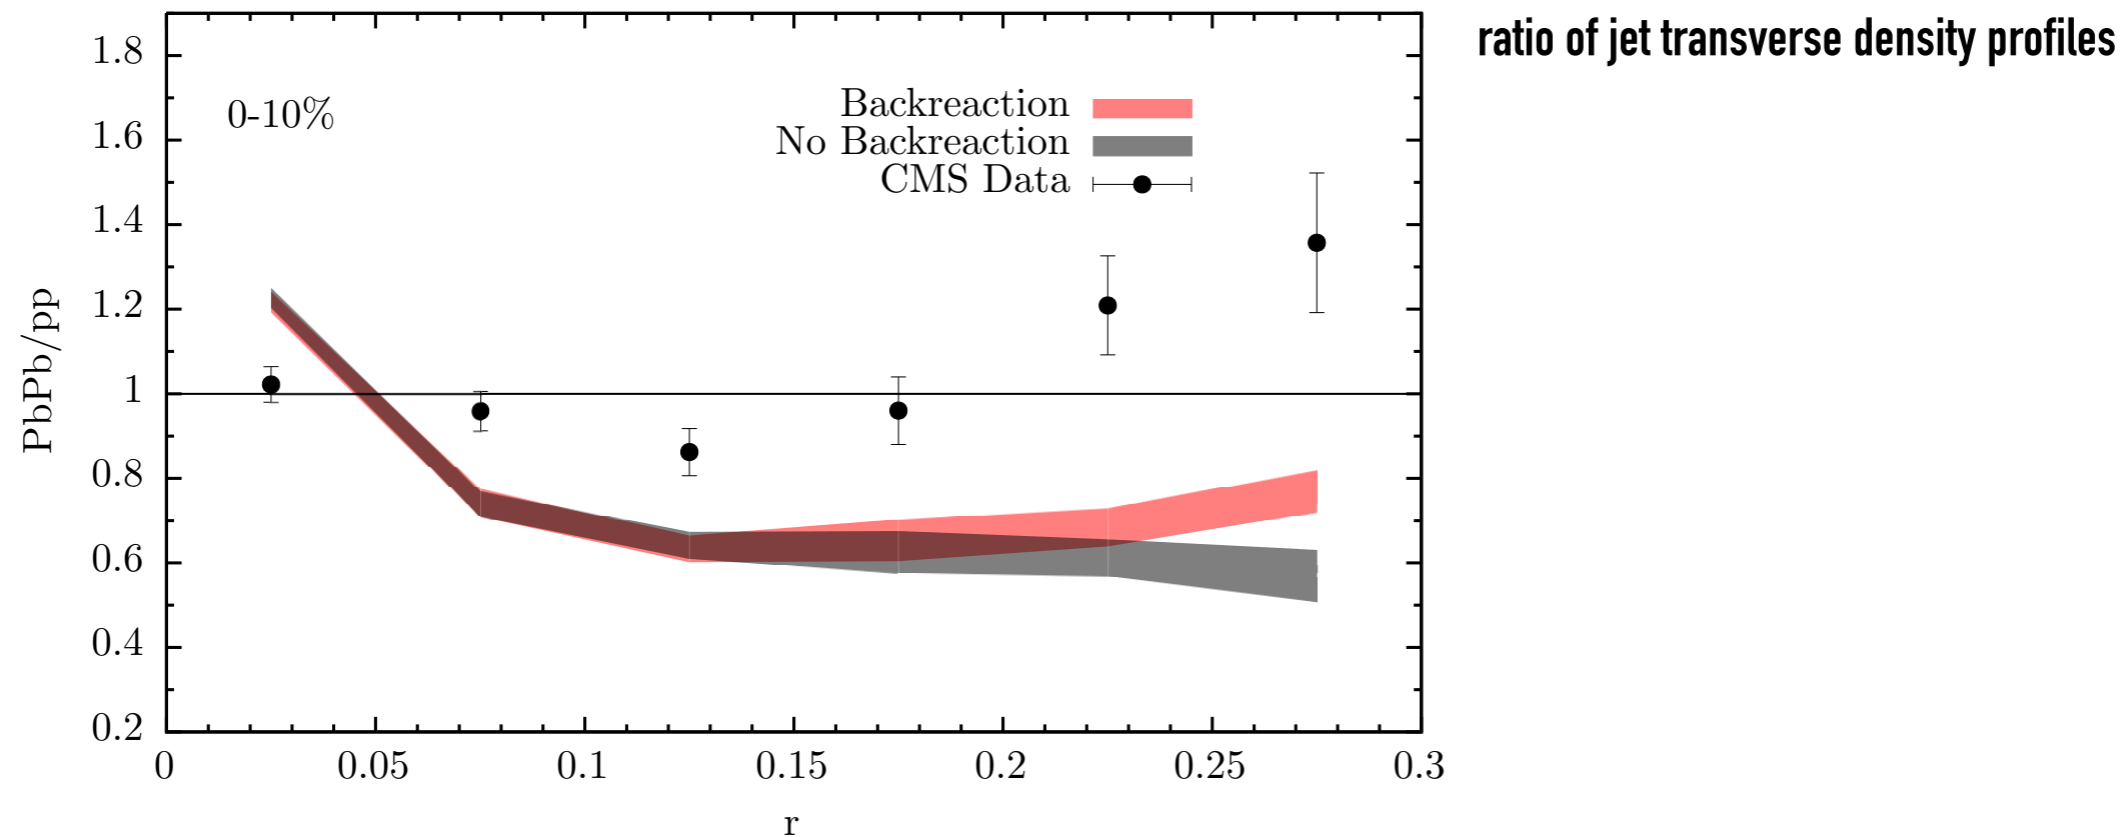 ratio of jet transverse density profiles
0-10%
Backreaction
No Backreaction
CMS Data
PbPb/pp
1.8
1.6
1.4
1.2
1
0.8
0.6
0.4
0.2
0 0.05 0.1 0.15 0.2 0.25 0.3
r